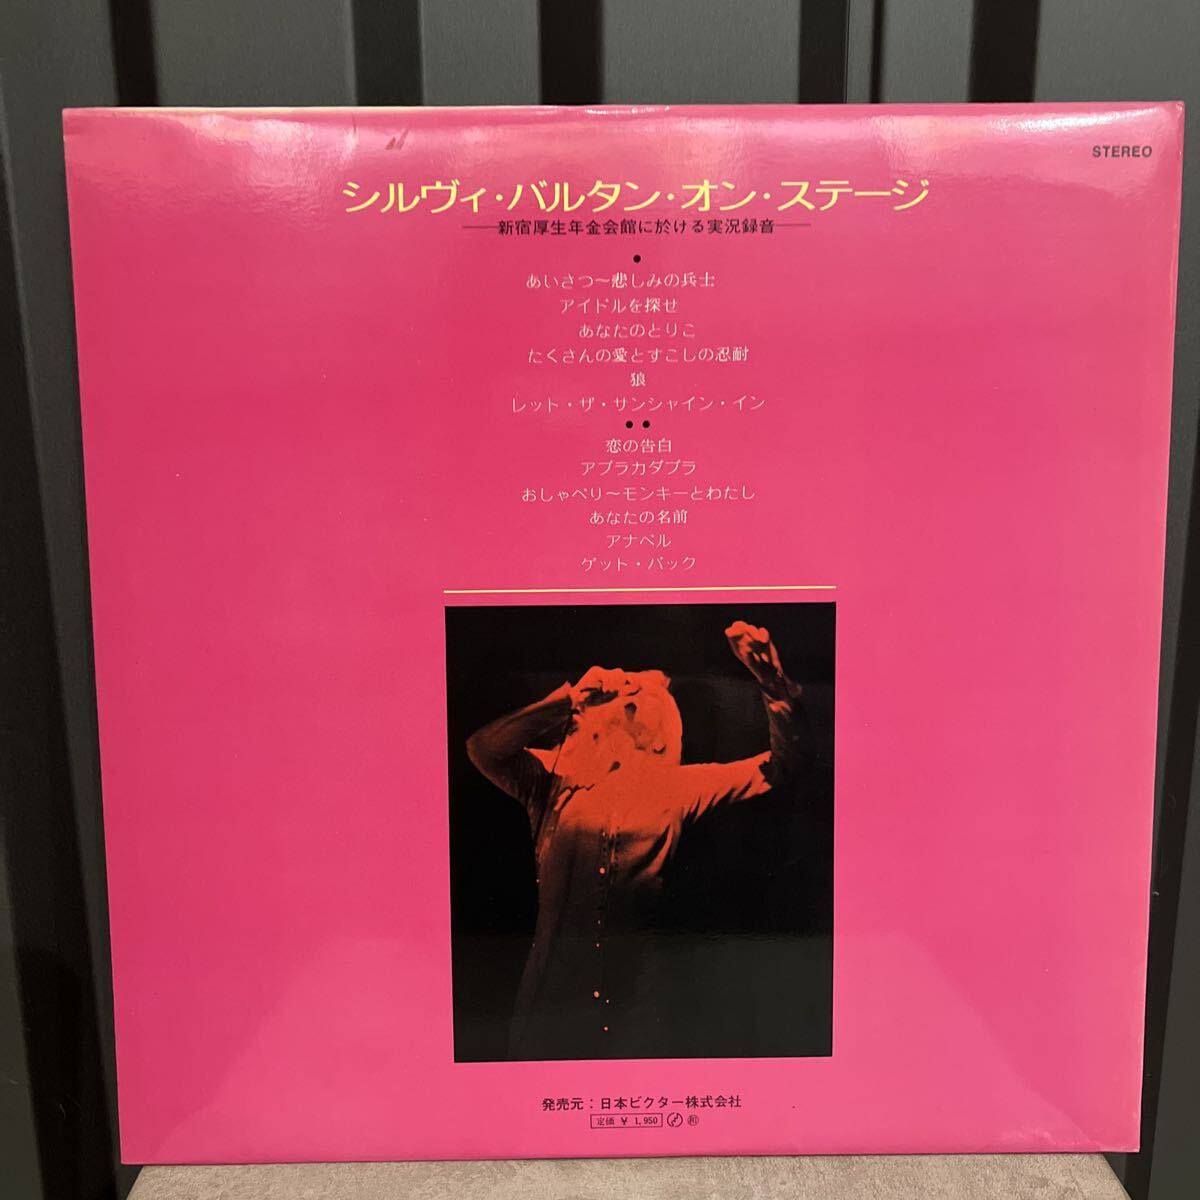 STEREO
シルヴィ・バルタン・オン・ステージ
──新宿厚生年金会館に於ける実況録音──
●
あいさつ〜悲しみの兵士
アイドルを探せ
あなたのとりこ
たくさんの愛とすこしの忍耐
狼
レット・ザ・サンシャイン・イン
●●
恋の告白
アブラカダブラ
おしゃべり〜モンキーとわたし
あなたの名前
アナベル
ゲット・バック
発売元：日本ビクター株式会社
定価 ¥ 1,950